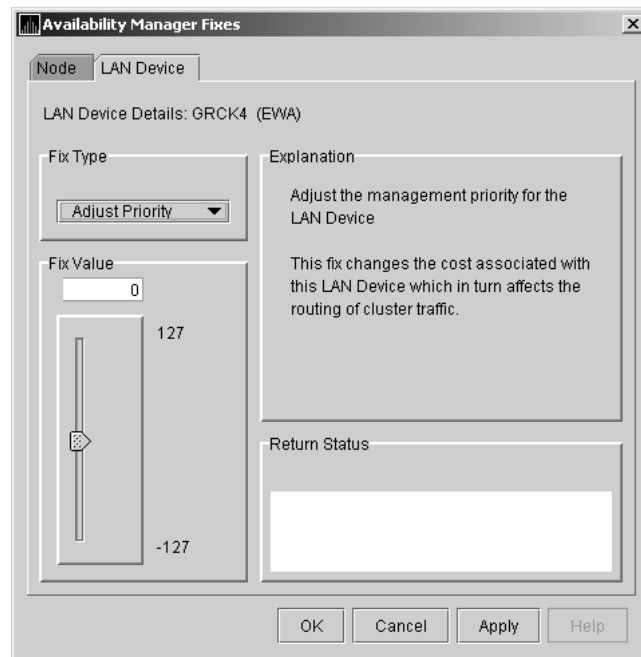 Availability Manager Fixes
Node
LAN Device
LAN Device Details: GRCK4 (EWA)
Fix Type
Adjust Priority
Explanation
Adjust the management priority for the
LAN Device
This fix changes the cost associated with
this LAN Device which in turn affects the
routing of cluster traffic.
Fix Value
0
127
-127
Return Status
OK
Cancel
Apply
Help